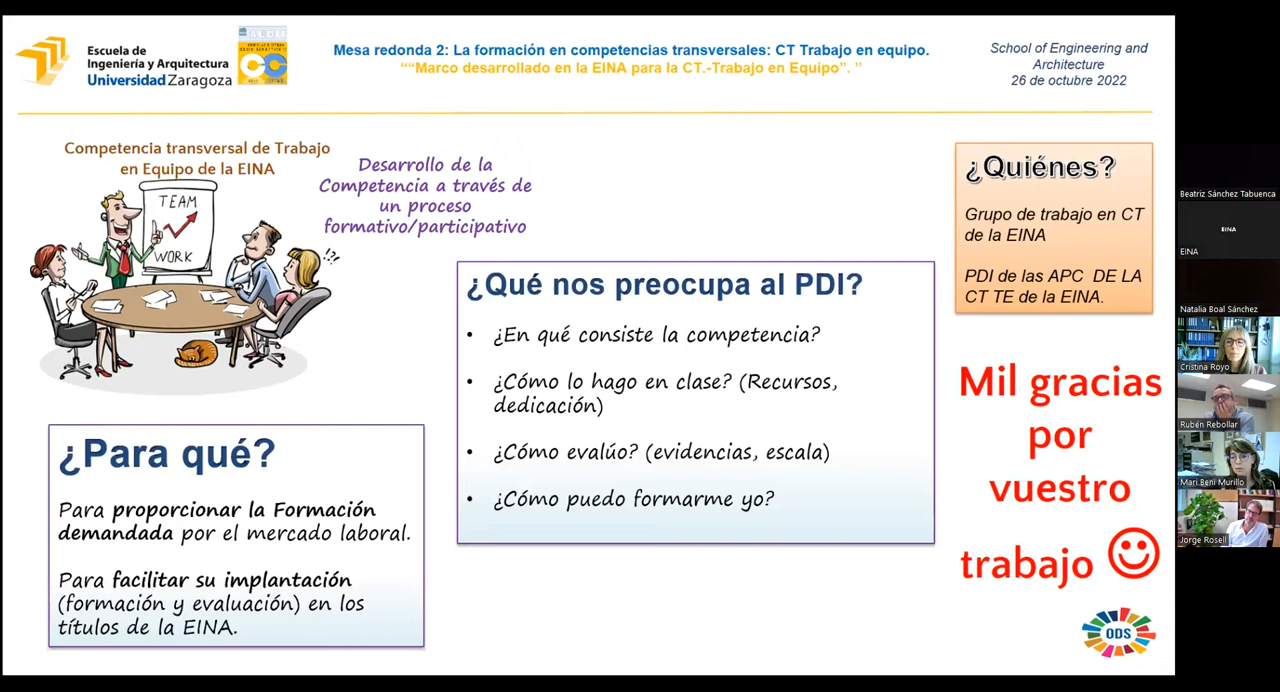 Escuela de
Ingeniería y Arquitectura
Universidad Zaragoza
Mesa redonda 2: La formación en competencias transversales: CT Trabajo en equipo.
““Marco desarrollado en la EINA para la CT.-Trabajo en Equipo”. ”
School of Engineering and
Architecture
26 de octubre 2022
Competencia transversal de Trabajo
en Equipo de la EINA
TEAM
WORK
!?!
Desarrollo de la
Competencia a través de
un proceso
formativo/participativo
¿Para qué?
Para proporcionar la Formación
demandada por el mercado laboral.
Para facilitar su implantación
(formación y evaluación) en los
títulos de la EINA.
¿Qué nos preocupa al PDI?
• ¿En qué consiste la competencia?
• ¿Cómo lo hago en clase? (Recursos,
dedicación)
• ¿Cómo evalúo? (evidencias, escala)
• ¿Cómo puedo formarme yo?
¿Quiénes?
Grupo de trabajo en CT
de la EINA
PDI de las APC DE LA
CT TE de la EINA.
Mil gracias
por
vuestro
trabajo
ODS
Beatriz Sánchez Tabuenca
EINA
EINA
Natalia Boal Sánchez
Cristina Royo
Rubén Rebollar
Mari.Beni Murillo
Jorge Rosell